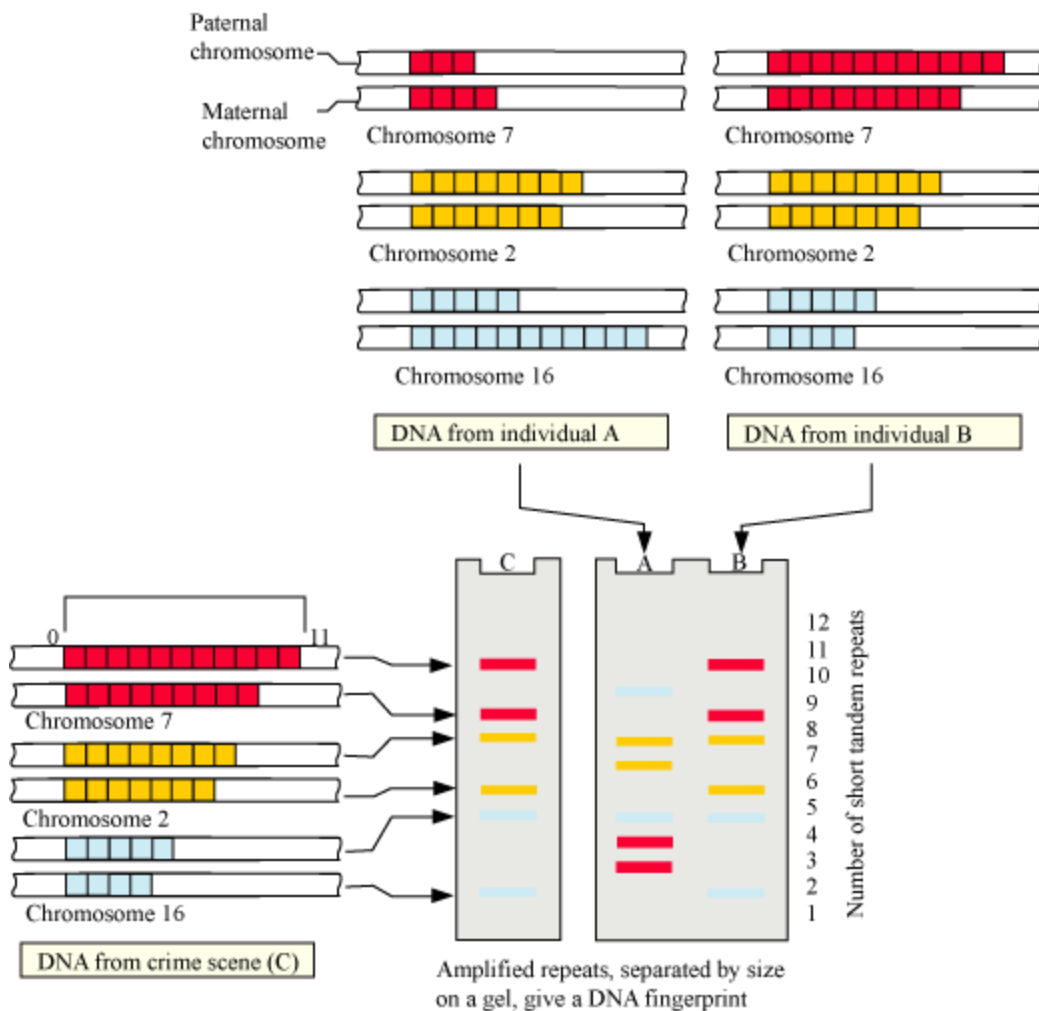 Paternal
chromosome
Maternal
chromosome
Chromosome 7
Chromosome 7
Chromosome 2
Chromosome 2
Chromosome 16
Chromosome 16
DNA from individual A
DNA from individual B
C
A
B
0
11
Chromosome 7
Chromosome 2
Chromosome 16
DNA from crime scene (C)
12
11
10
9
8
7
6
5
4
3
2
1
Number of short tandem repeats
Amplified repeats, separated by size
on a gel, give a DNA fingerprint